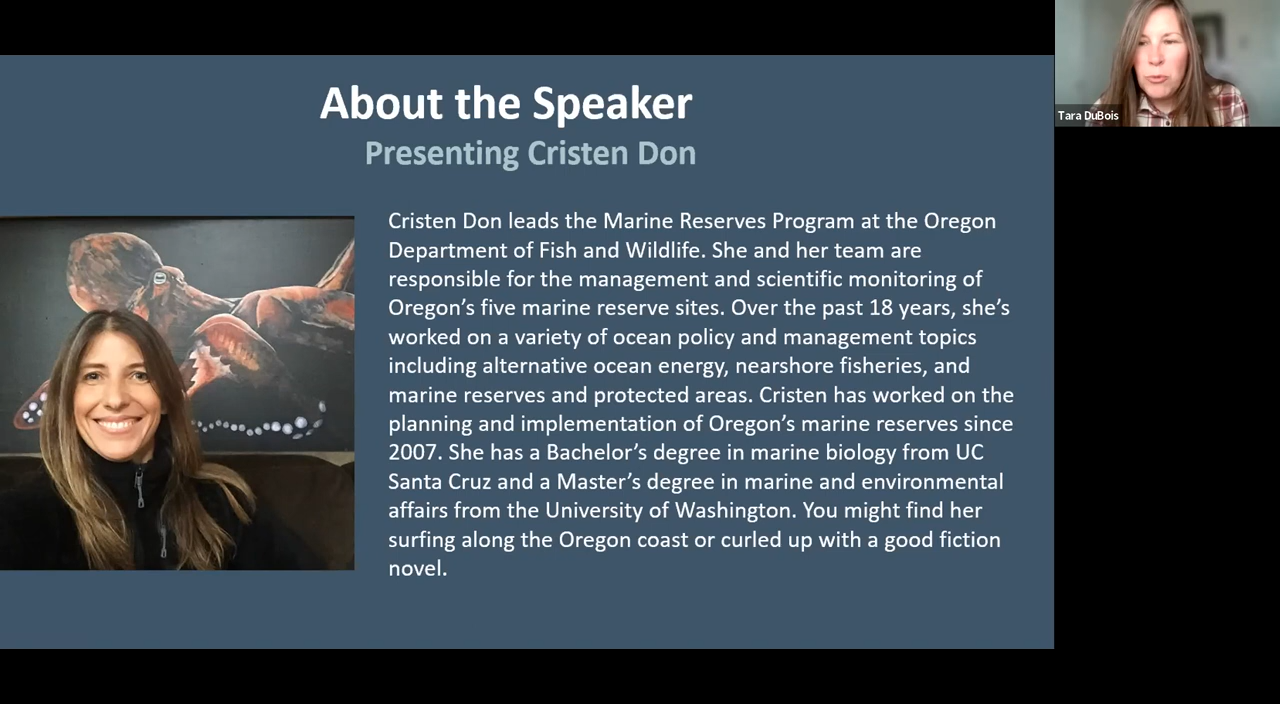 About the Speaker
Presenting Cristen Don
Cristen Don leads the Marine Reserves Program at the Oregon
Department of Fish and Wildlife. She and her team are
responsible for the management and scientific monitoring of
Oregon’s five marine reserve sites. Over the past 18 years, she’s
worked on a variety of ocean policy and management topics
including alternative ocean energy, nearshore fisheries, and
marine reserves and protected areas. Cristen has worked on the
planning and implementation of Oregon’s marine reserves since
2007. She has a Bachelor’s degree in marine biology from UC
Santa Cruz and a Master’s degree in marine and environmental
affairs from the University of Washington. You might find her
surfing along the Oregon coast or curled up with a good fiction
novel.
Tara DuBois